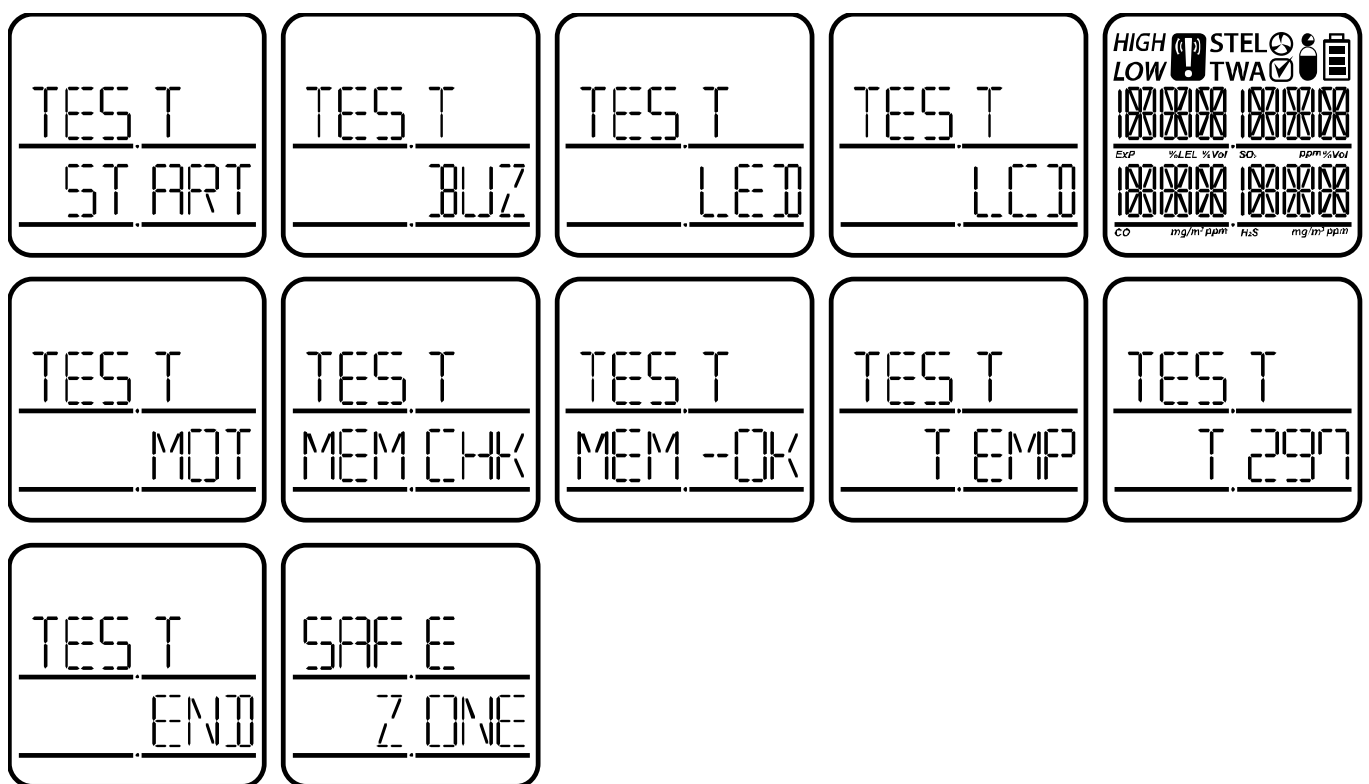 TEST
START
TEST
BUZ
TEST
LED
TEST
LCD
HIGH STEL
LOW TWA
ExP %LEL %Vol SO₂ ppm %Vol
CO mg/m³ ppm H₂S mg/m³ ppm
TEST
MOT
TEST
MEM CHK
TEST
MEM -OK
TEST
TEMP
TEST
T 297
TEST
END
SAFE
ZONE